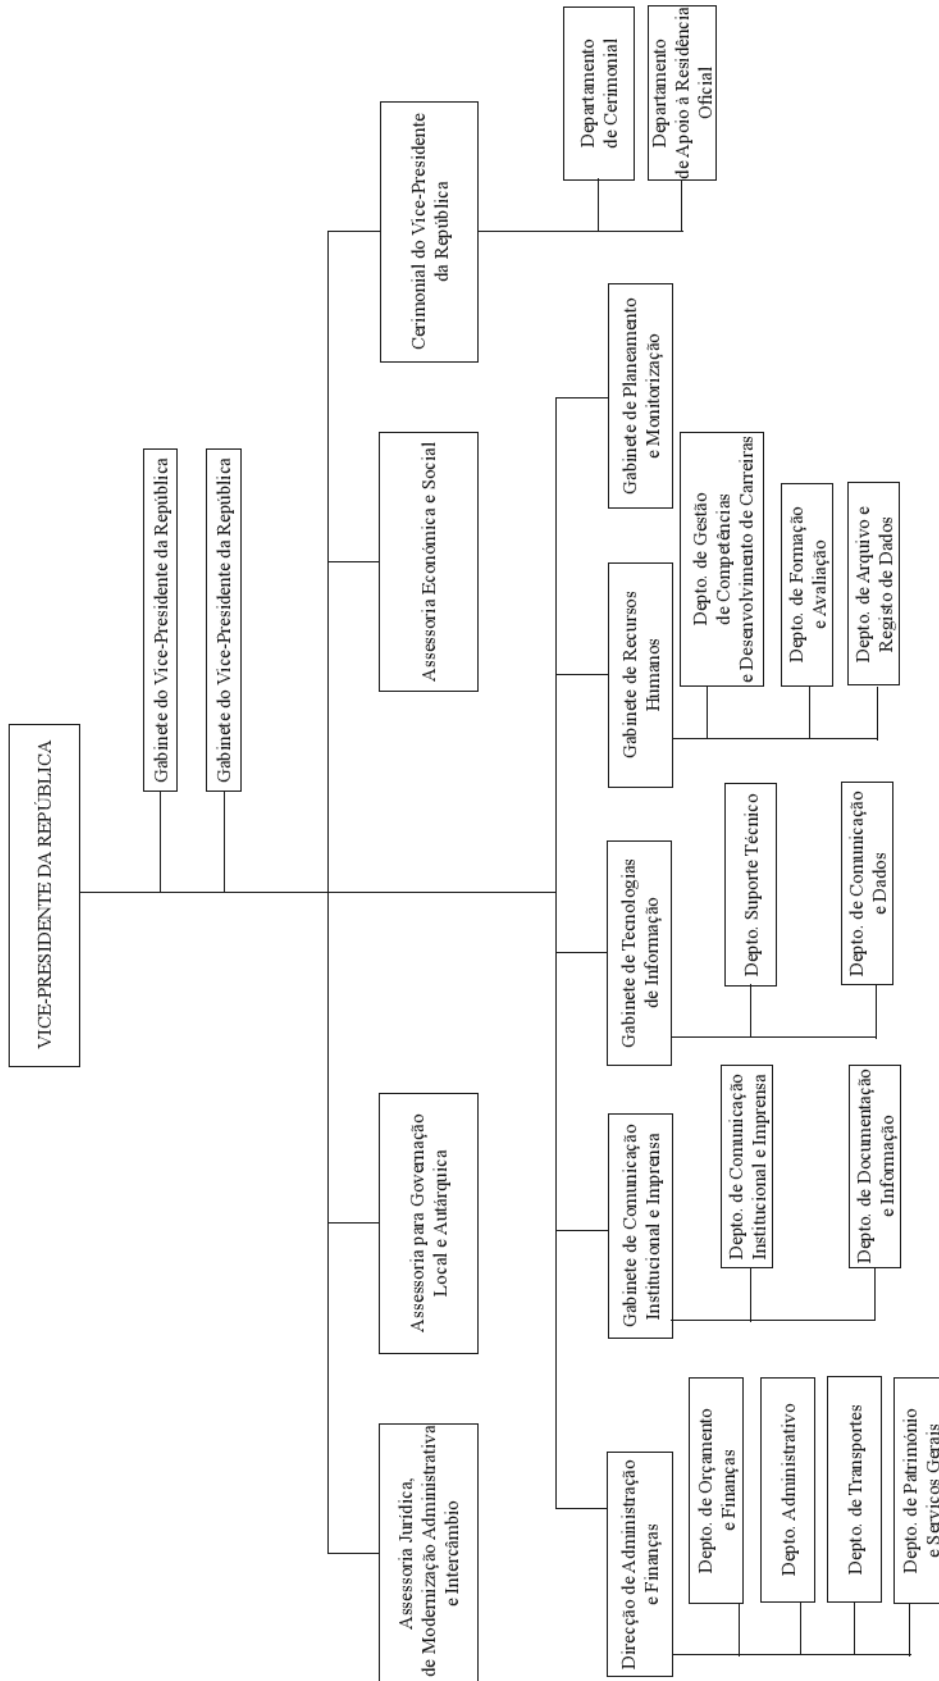 VICE-PRESIDENTE DA REPÚBLICA
Gabinete do Vice-Presidente da República
Gabinete do Vice-Presidente da República
Assessoria Jurídica,
de Modernização Administrativa
e Intercâmbio
Assessoria para Governação
Local e Autárquica
Assessoria Económica e Social
Cerimonial do Vice-Presidente
da República
Departamento
de Cerimonial
Departamento
de Apoio à Residência
Oficial
Direcção de Administração
e Finanças
Depto. de Orçamento
e Finanças
Depto. Administrativo
Depto. de Transportes
Depto. de Património
e Serviços Gerais
Gabinete de Comunicação
Institucional e Imprensa
Depto. de Comunicação
Institucional e Imprensa
Depto. de Documentação
e Informação
Gabinete de Tecnologias
de Informação
Depto. Suporte Técnico
Depto. de Comunicação
e Dados
Gabinete de Recursos
Humanos
Depto. de Gestão
de Competências
e Desenvolvimento de Carreiras
Depto. de Formação
e Avaliação
Depto. de Arquivo e
Registo de Dados
Gabinete de Planeamento
e Monitorização